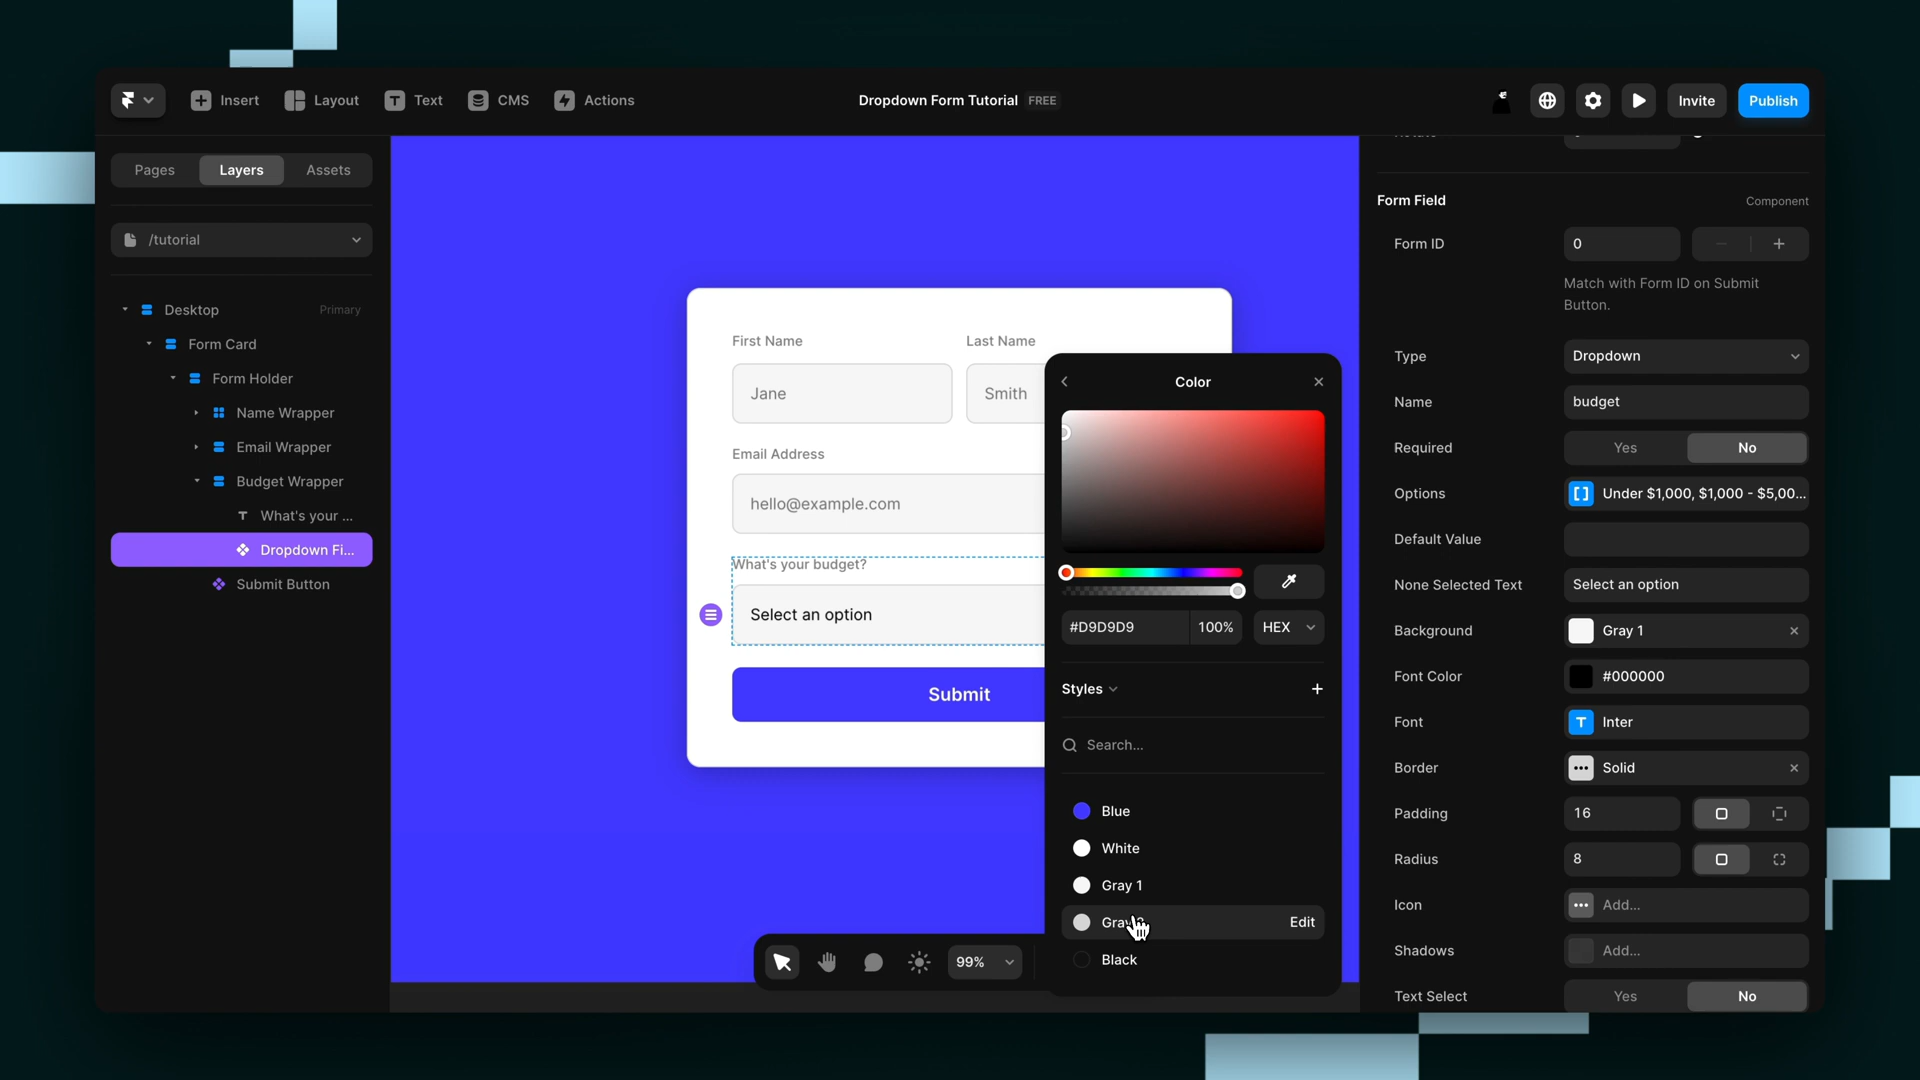 Insert
Layout
Text
CMS
Actions
Dropdown Form Tutorial FREE
Invite
Publish
Pages
Layers
Assets
/tutorial
Desktop
Primary
Form Card
Form Holder
Name Wrapper
Email Wrapper
Budget Wrapper
What's your ...
Dropdown Fi...
Submit Button
First Name
Last Name
Jane
Smith
Email Address
hello@example.com
What's your budget?
Select an option
Submit
99%
Color
#D9D9D9
100%
HEX
Styles
Search...
Blue
White
Gray 1
Edit
Black
Form Field
Component
Form ID
0
Match with Form ID on Submit
Button.
Type
Dropdown
Name
budget
Required
Yes
No
Options
Under $1,000, $1,000 - $5,00...
Default Value
None Selected Text
Select an option
Background
Gray 1
Font Color
#000000
Font
Inter
Border
Solid
Padding
16
Radius
8
Icon
Add...
Shadows
Add...
Text Select
Yes
No